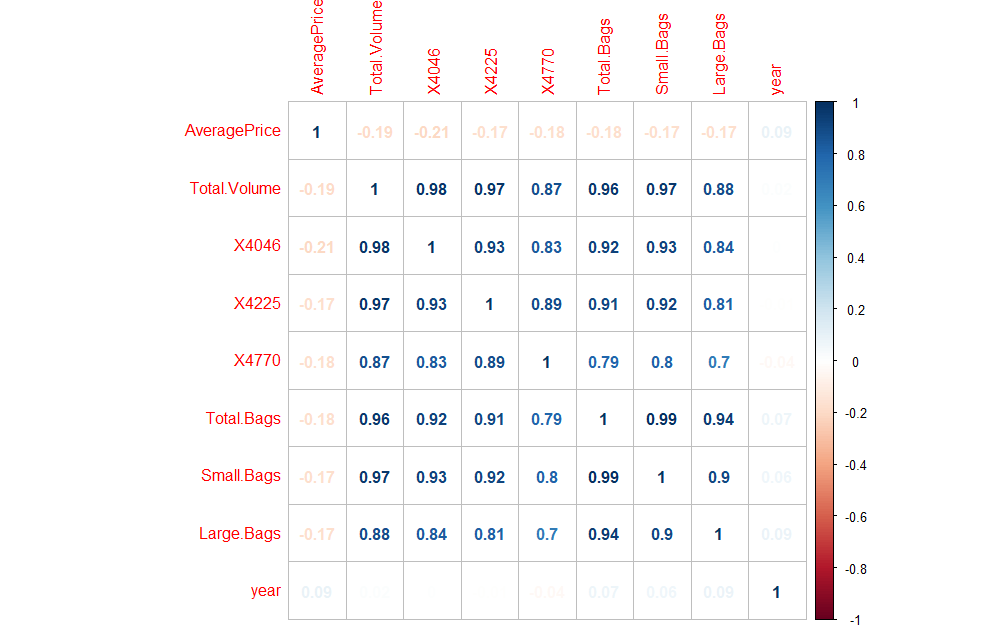 AveragePrice Total.Volume X4046 X4225 X4770 Total.Bags Small.Bags Large.Bags year
1
AveragePrice 1 -0.19 -0.21 -0.17 -0.18 -0.18 -0.17 -0.17 0.09
0.8
Total.Volume -0.19 1 0.98 0.97 0.87 0.96 0.97 0.88
0.6
X4046 -0.21 0.98 1 0.93 0.83 0.92 0.93 0.84
0.4
0.2
X4225 -0.17 0.97 0.93 1 0.89 0.91 0.92 0.81
0
X4770 -0.18 0.87 0.83 0.89 1 0.79 0.8 0.7 -0.04
-0.2
Total.Bags -0.18 0.96 0.92 0.91 0.79 1 0.99 0.94 0.07
-0.4
Small.Bags -0.17 0.97 0.93 0.92 0.8 0.99 1 0.9 0.06
-0.6
Large.Bags -0.17 0.88 0.84 0.81 0.7 0.94 0.9 1 0.09
-0.8
year 0.09 0.02 -0.04 0.07 0.06 0.09 1
-1